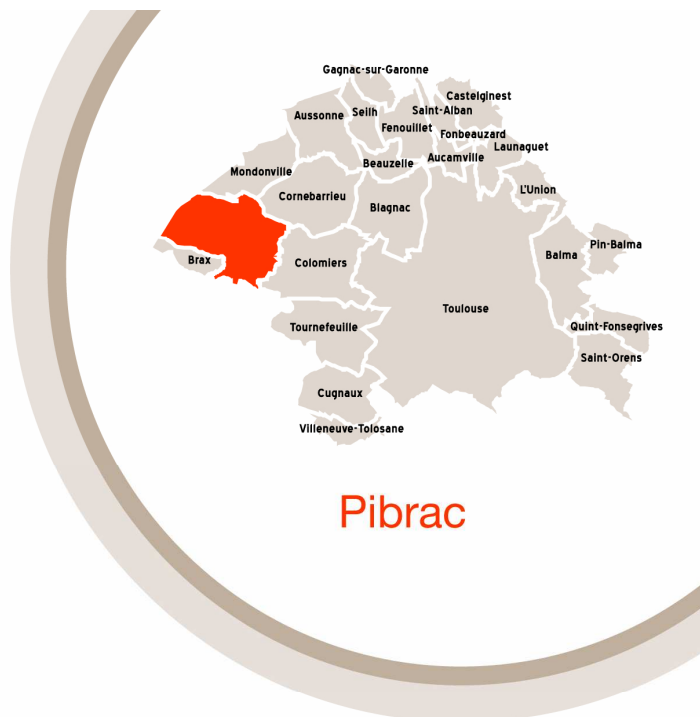 Gagnac-sur-Garonne
Castelginest
Aussonne
Seilh
Saint-Alban
Fenouillet
Fonbeauzard
Launaguet
Beauzelle
Aucamville
Mondonville
Cornebarrieu
L'Union
Blagnac
Pin-Balma
Balma
Brax
Colomiers
Toulouse
Tournefeuille
Quint-Fonsegrives
Saint-Orens
Cugnaux
Villeneuve-Tolosane
Pibrac